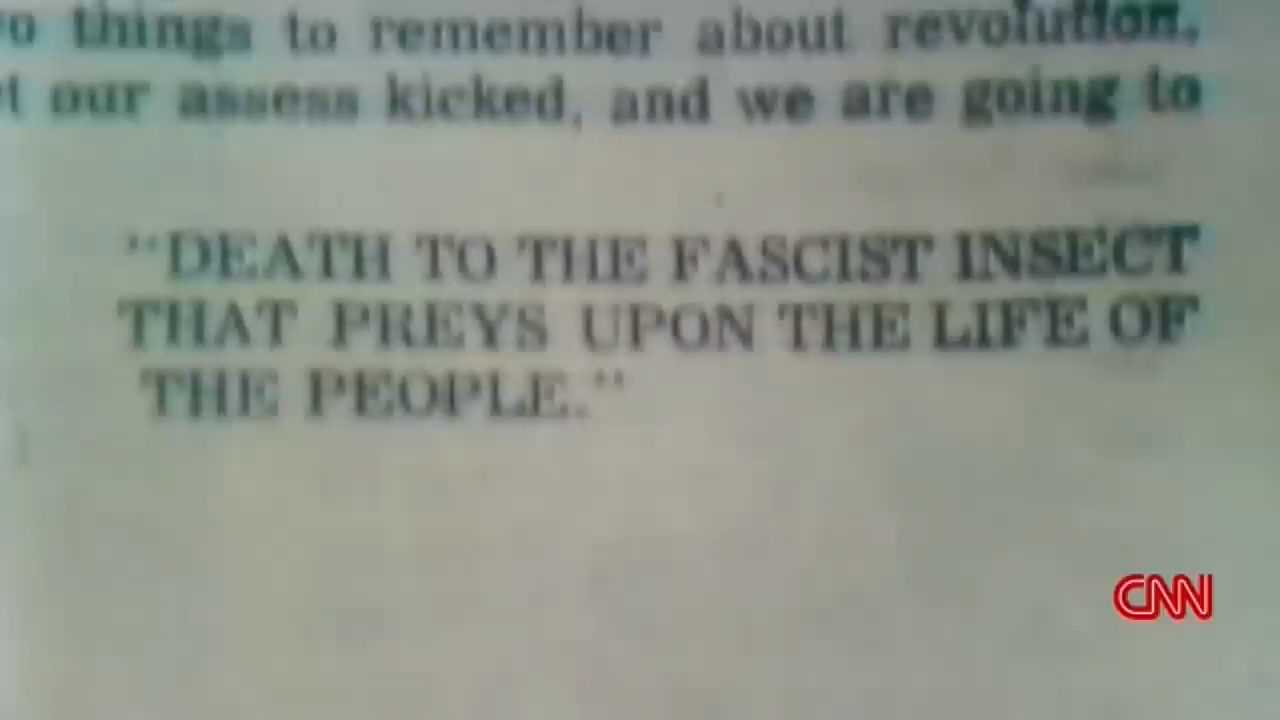 o things to remember about revolution,
t our assess kicked, and we are going to
"DEATH TO THE FASCIST INSECT
THAT PREYS UPON THE LIFE OF
THE PEOPLE."
CNN